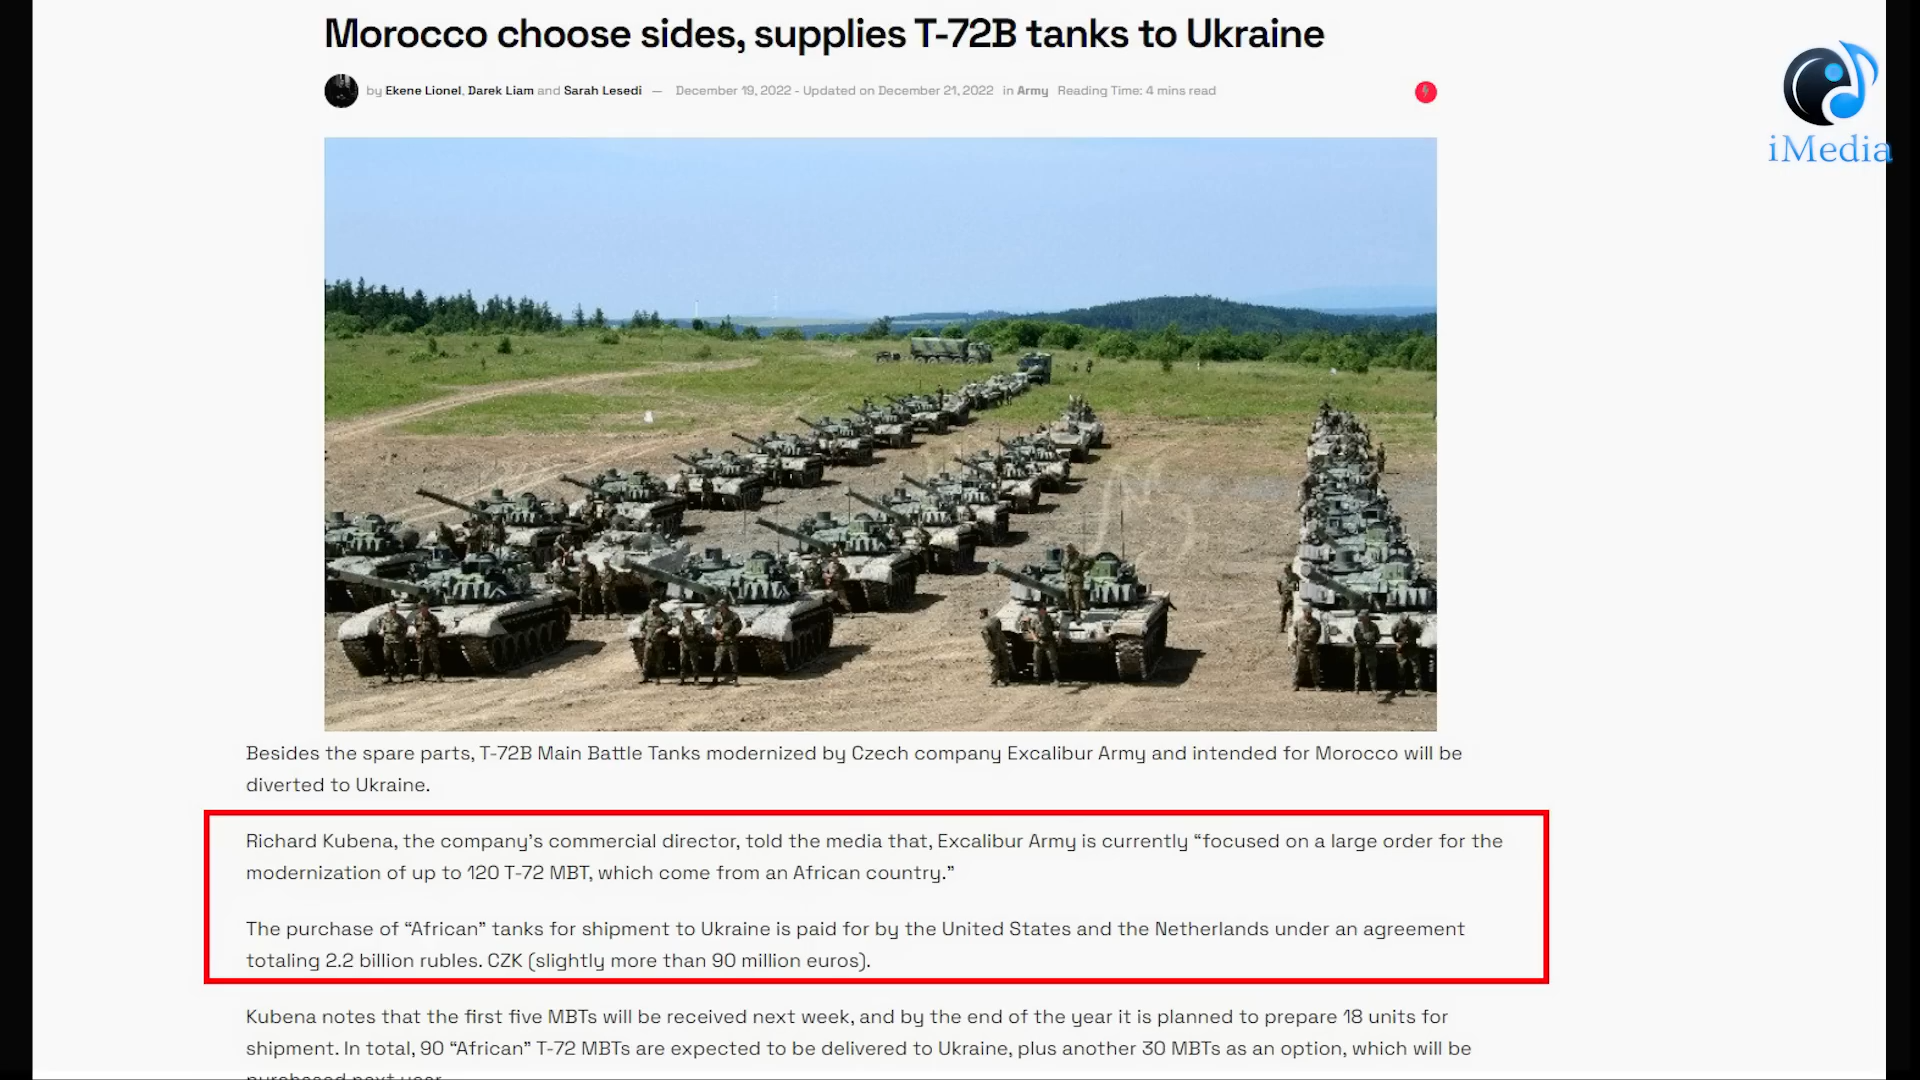 Morocco choose sides, supplies T-72B tanks to Ukraine
by Ekene Lionel, Darek Liam and Sarah Lesedi — December 19, 2022 - Updated on December 21, 2022 in Army Reading Time: 4 mins read
iMedia
Besides the spare parts, T-72B Main Battle Tanks modernized by Czech company Excalibur Army and intended for Morocco will be
diverted to Ukraine.
Richard Kubena, the company's commercial director, told the media that, Excalibur Army is currently “focused on a large order for the
modernization of up to 120 T-72 MBT, which come from an African country.”
The purchase of “African” tanks for shipment to Ukraine is paid for by the United States and the Netherlands under an agreement
totaling 2.2 billion rubles. CZK (slightly more than 90 million euros).
Kubena notes that the first five MBTs will be received next week, and by the end of the year it is planned to prepare 18 units for
shipment. In total, 90 “African” T-72 MBTs are expected to be delivered to Ukraine, plus another 30 MBTs as an option, which will be
purchased next year.